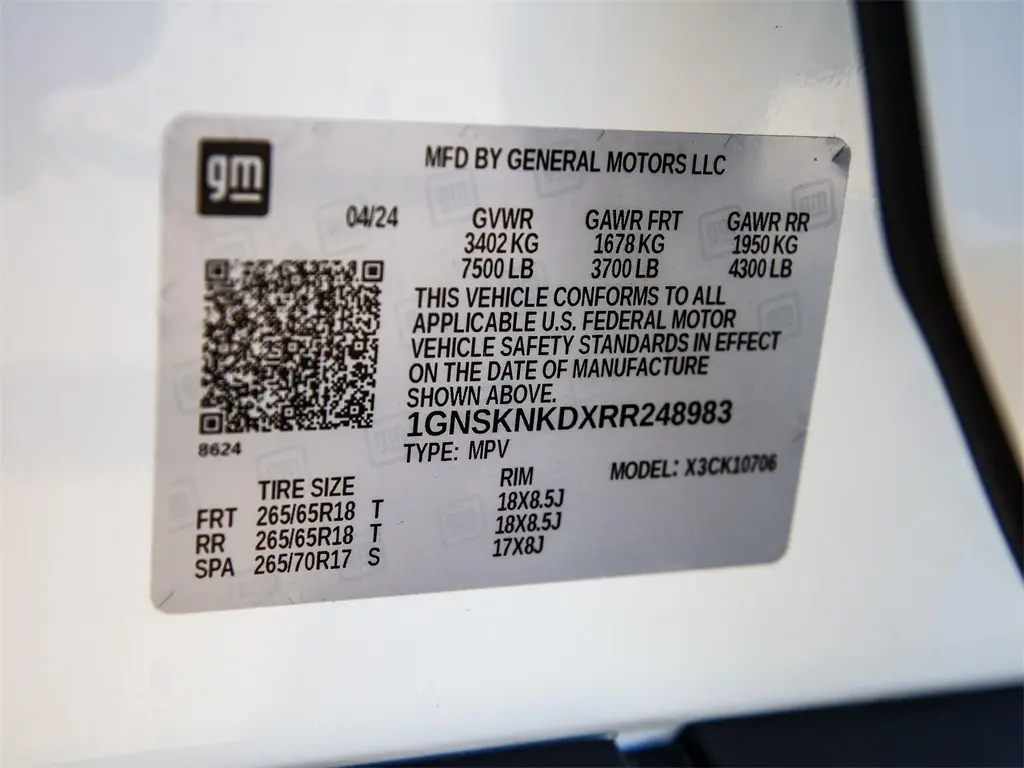 gm
MFD BY GENERAL MOTORS LLC
04/24 GVWR GAWR FRT GAWR RR
3402 KG 1678 KG 1950 KG
7500 LB 3700 LB 4300 LB
THIS VEHICLE CONFORMS TO ALL
APPLICABLE U.S. FEDERAL MOTOR
VEHICLE SAFETY STANDARDS IN EFFECT
ON THE DATE OF MANUFACTURE
SHOWN ABOVE.
1GNSKNKDXRR248983
8624
TYPE: MPV
MODEL: X3CK10706
TIRE SIZE RIM
FRT 265/65R18 T 18X8.5J
RR 265/65R18 T 18X8.5J
SPA 265/70R17 S 17X8J